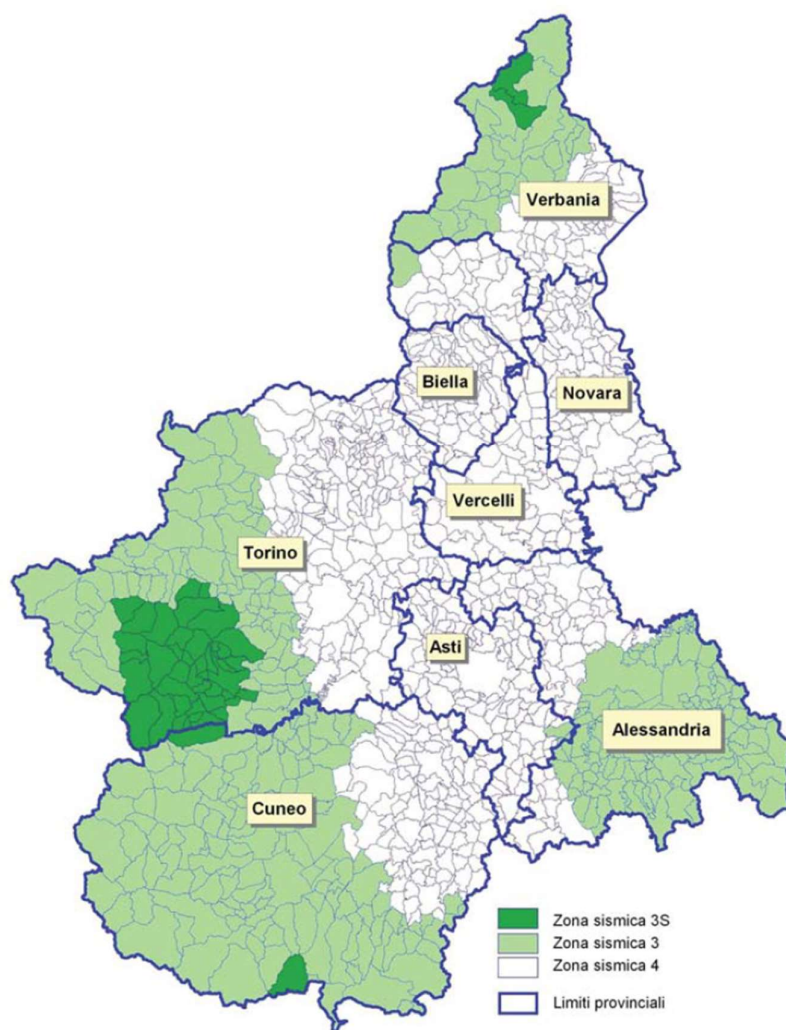 Verbania
Biella
Novara
Vercelli
Torino
Asti
Alessandria
Cuneo
Zona sismica 3S
Zona sismica 3
Zona sismica 4
Limiti provinciali